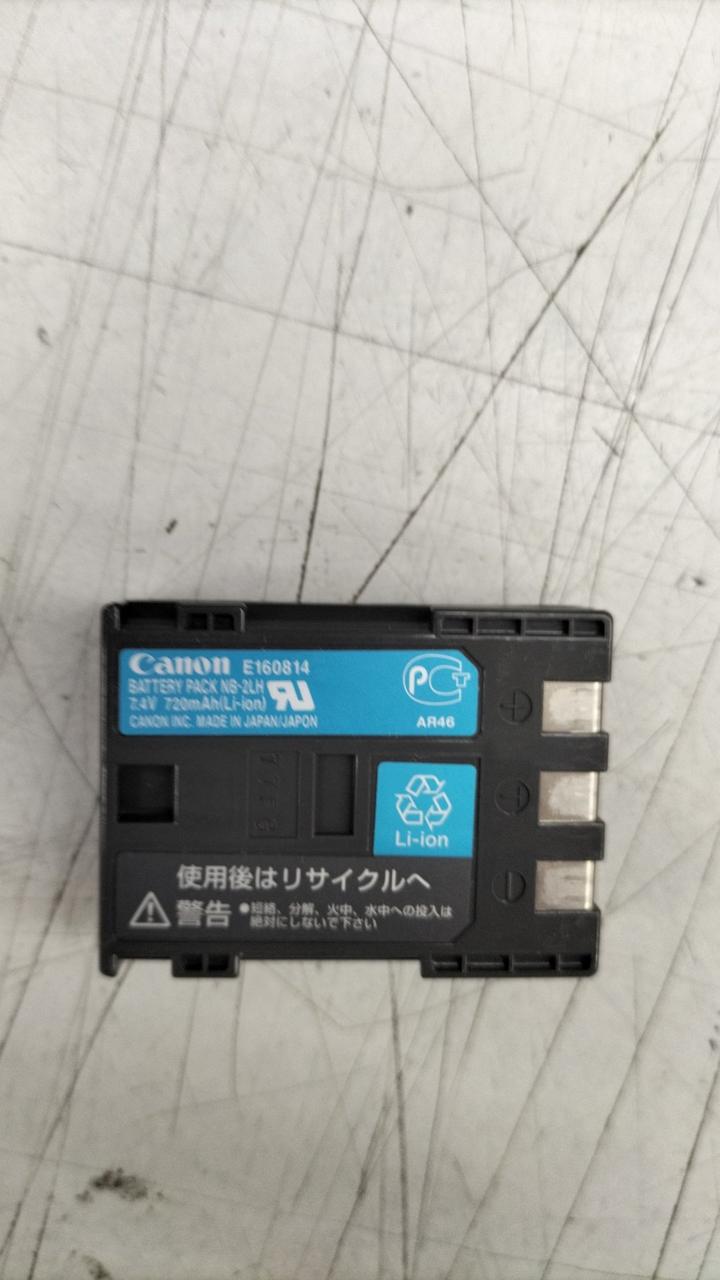 Canon E160814
BATTERY PACK NB-2LH
7.4V 720mAh(Li-ion)
CANON INC. MADE IN JAPAN/JAPON
PCT
AR46
Li-ion
使用後はリサイクルへ
警告 ●短絡、分解、火中、水中への投入は
絶対にしないで下さい